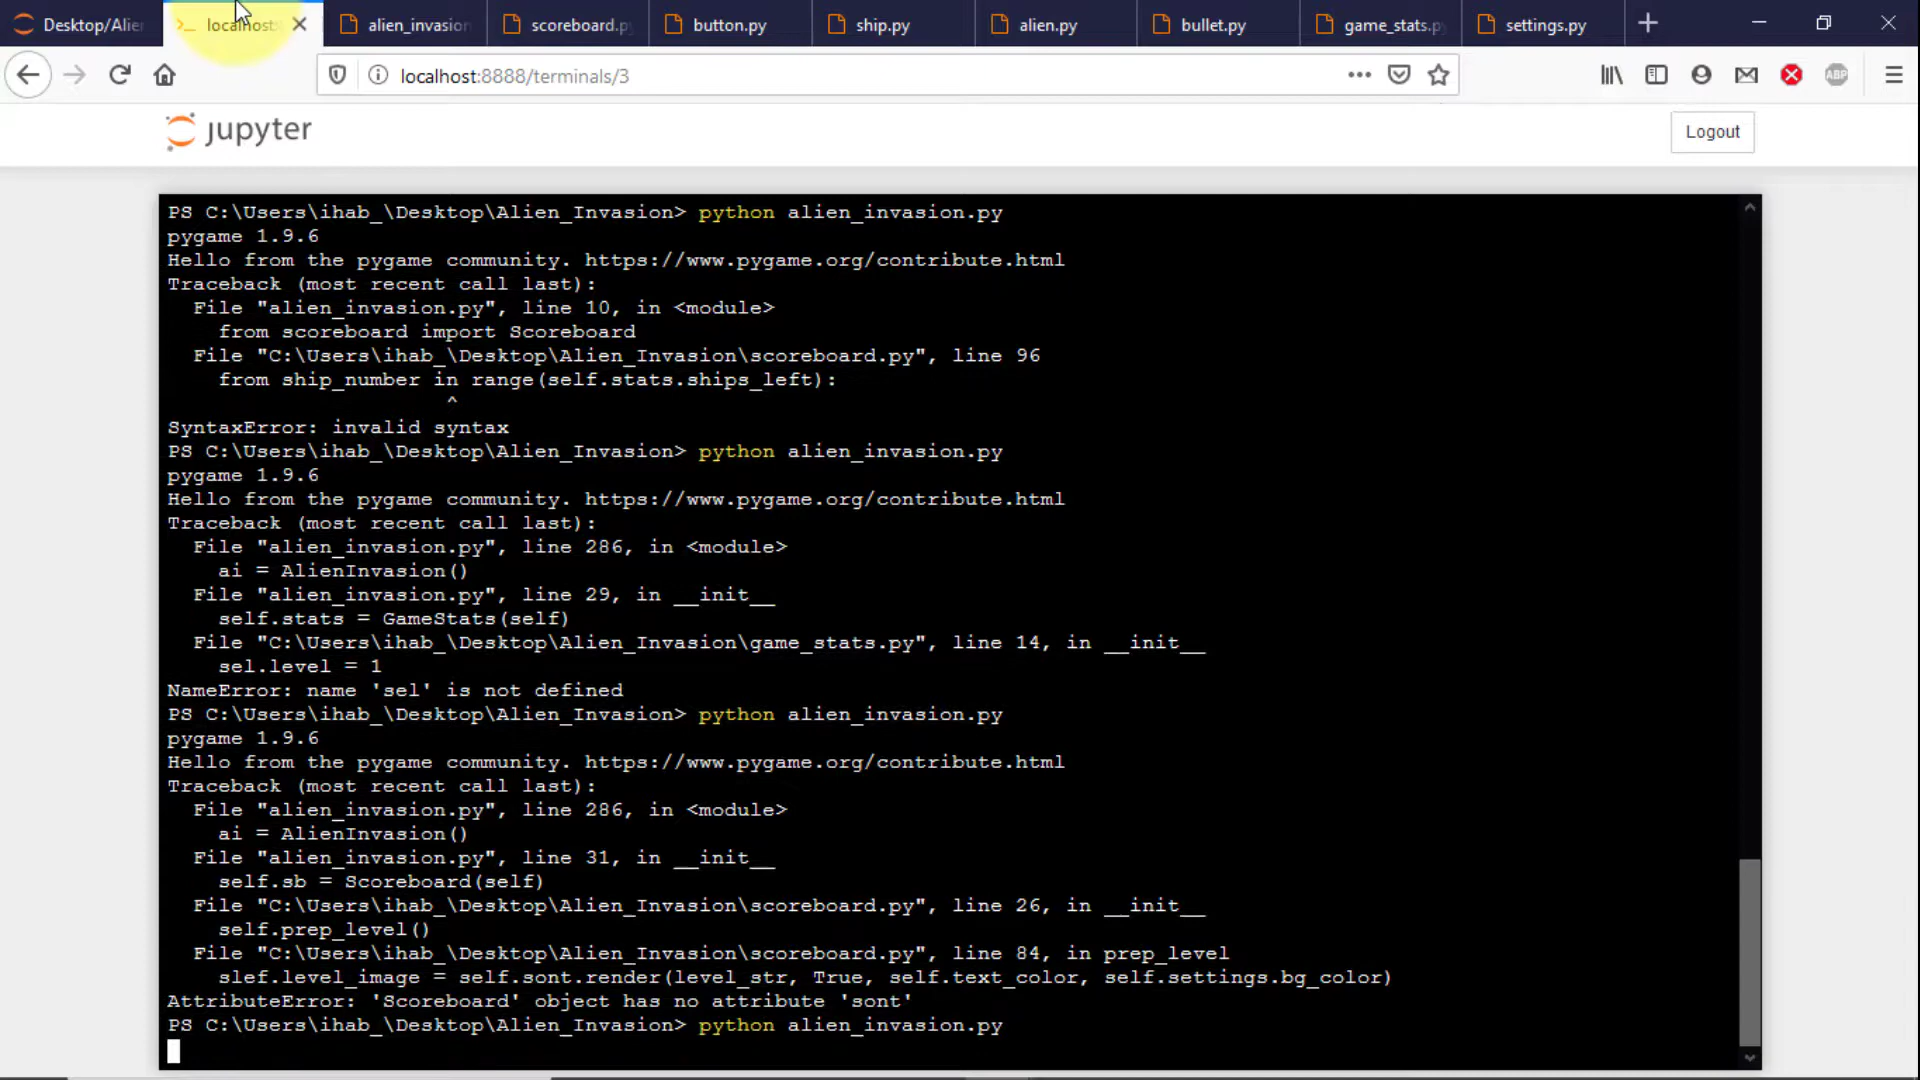 Desktop/Alie
localhost:
alien_invasion
scoreboard.py
button.py
ship.py
alien.py
bullet.py
game_stats.py
settings.py
localhost:8888/terminals/3
ABP
jupyter
Logout
PS C:\Users\ihab_\Desktop\Alien_Invasion> python alien_invasion.py
pygame 1.9.6
Hello from the pygame community. https://www.pygame.org/contribute.html
Traceback (most recent call last):
File "alien_invasion.py", line 10, in <module>
from scoreboard import Scoreboard
File "C:\Users\ihab_\Desktop\Alien_Invasion\scoreboard.py", line 96
from ship_number in range(self.stats.ships_left):
^
SyntaxError: invalid syntax
PS C:\Users\ihab_\Desktop\Alien_Invasion> python alien_invasion.py
pygame 1.9.6
Hello from the pygame community. https://www.pygame.org/contribute.html
Traceback (most recent call last):
File "alien_invasion.py", line 286, in <module>
ai = AlienInvasion()
File "alien_invasion.py", line 29, in __init__
self.stats = GameStats(self)
File "C:\Users\ihab_\Desktop\Alien_Invasion\game_stats.py", line 14, in __init__
sel.level = 1
NameError: name 'sel' is not defined
PS C:\Users\ihab_\Desktop\Alien_Invasion> python alien_invasion.py
pygame 1.9.6
Hello from the pygame community. https://www.pygame.org/contribute.html
Traceback (most recent call last):
File "alien_invasion.py", line 286, in <module>
ai = AlienInvasion()
File "alien_invasion.py", line 31, in __init__
self.sb = Scoreboard(self)
File "C:\Users\ihab_\Desktop\Alien_Invasion\scoreboard.py", line 26, in __init__
self.prep_level()
File "C:\Users\ihab_\Desktop\Alien_Invasion\scoreboard.py", line 84, in prep_level
slef.level_image = self.sont.render(level_str, True, self.text_color, self.settings.bg_color)
AttributeError: 'Scoreboard' object has no attribute 'sont'
PS C:\Users\ihab_\Desktop\Alien_Invasion> python alien_invasion.py